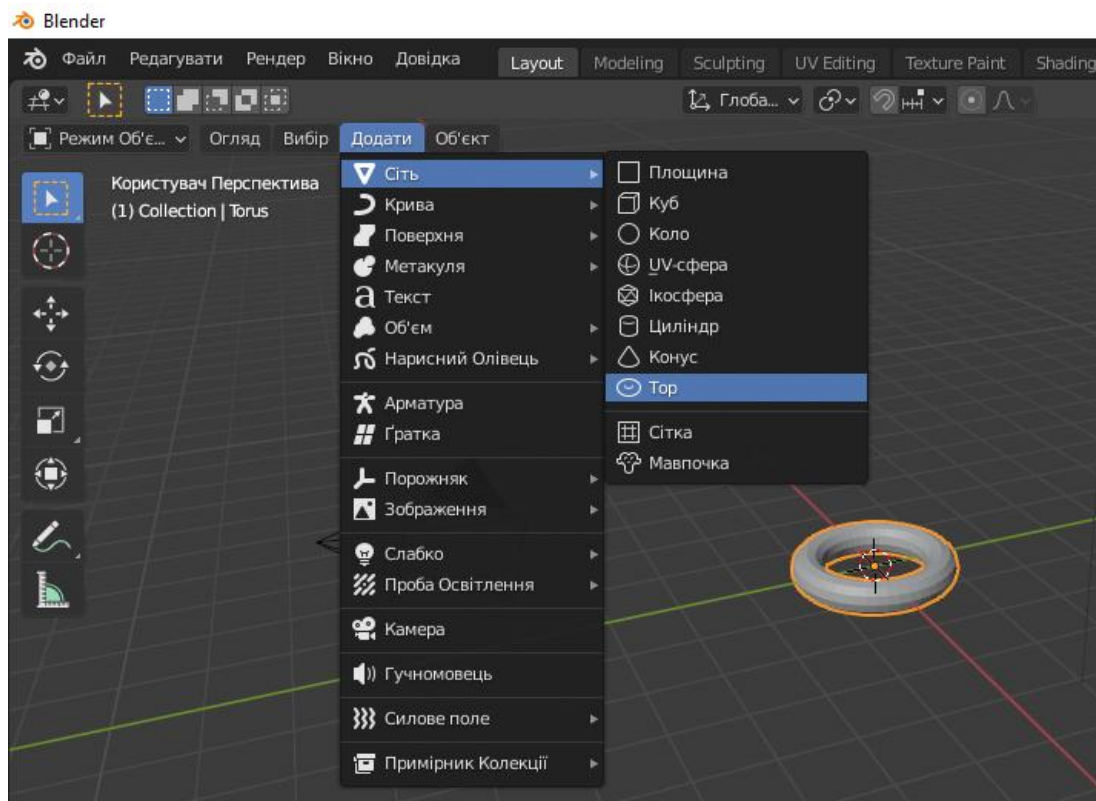 Blender
Файл Редагувати Рендер Вікно Довідка Layout Modeling Sculpting UV Editing Texture Paint Shading
Глоба...
Режим Об'є... Огляд Вибір Додати Об'єкт
Користувач Перспектива
(1) Collection | Torus
Сіть
Крива
Поверхня
Метакуля
Текст
Об'єм
Нарисний Олівець
Арматура
Ґратка
Порожняк
Зображення
Слабко
Проба Освітлення
Камера
Гучномовець
Силове поле
Примірник Колекції
Площина
Куб
Коло
UV-сфера
Ікосфера
Циліндр
Конус
Тор
Сітка
Мавпочка